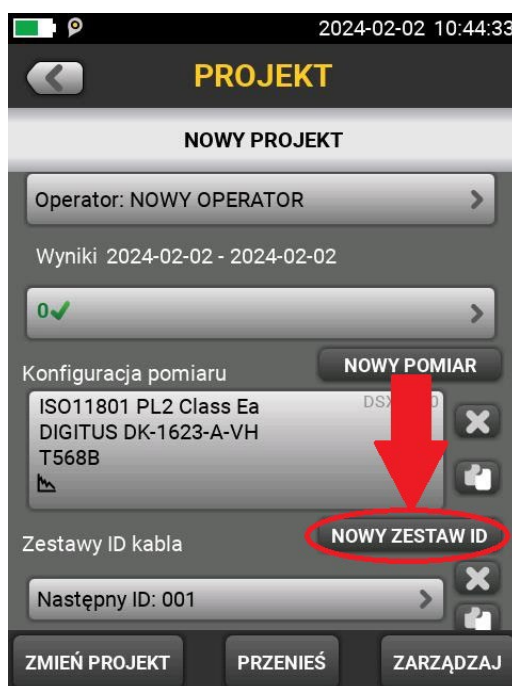 2024-02-02 10:44:33
PROJEKT
NOWY PROJEKT
Operator: NOWY OPERATOR
Wyniki 2024-02-02 - 2024-02-02
0
NOWY POMIAR
Konfiguracja pomiaru
ISO11801 PL2 Class Ea
DIGITUS DK-1623-A-VH
T568B
NOWY ZESTAW ID
Zestawy ID kabla
Następny ID: 001
ZMIEŃ PROJEKT PRZENIEŚ ZARZĄDZAJ